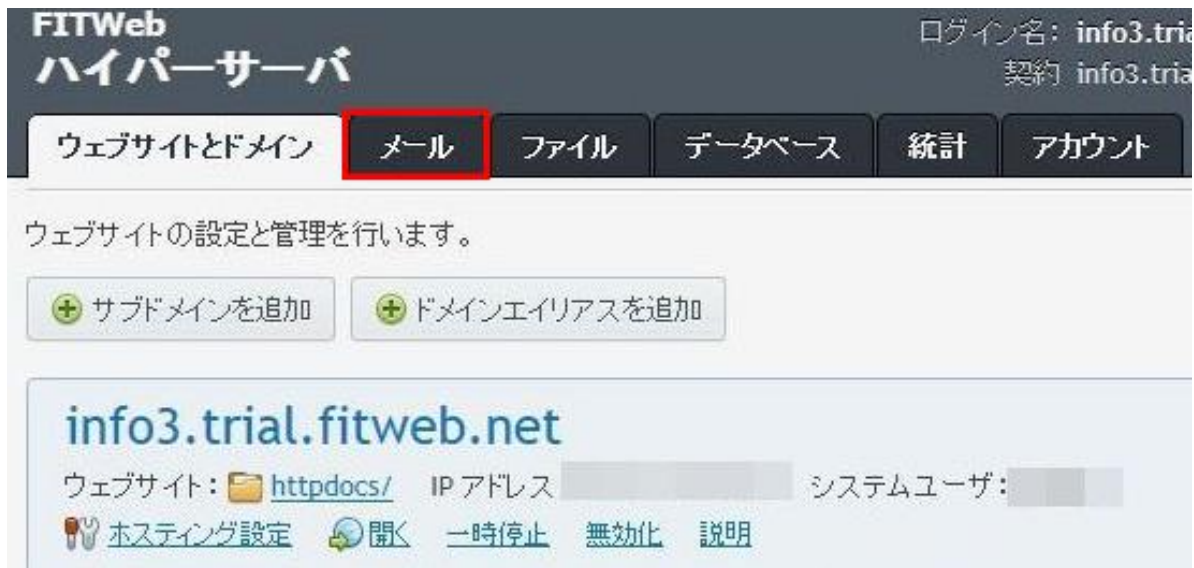 FITWeb
ハイパーサーバ
ログイン名: info3.tria
契約 info3.tria
ウェブサイトとドメイン メール ファイル データベース 統計 アカウント
ウェブサイトの設定と管理を行います。
サブドメインを追加 ドメインエイリアスを追加
info3.trial.fitweb.net
ウェブサイト: httpdocs/ IP アドレス システムユーザ:
ホスティング設定 開く 一時停止 無効化 説明